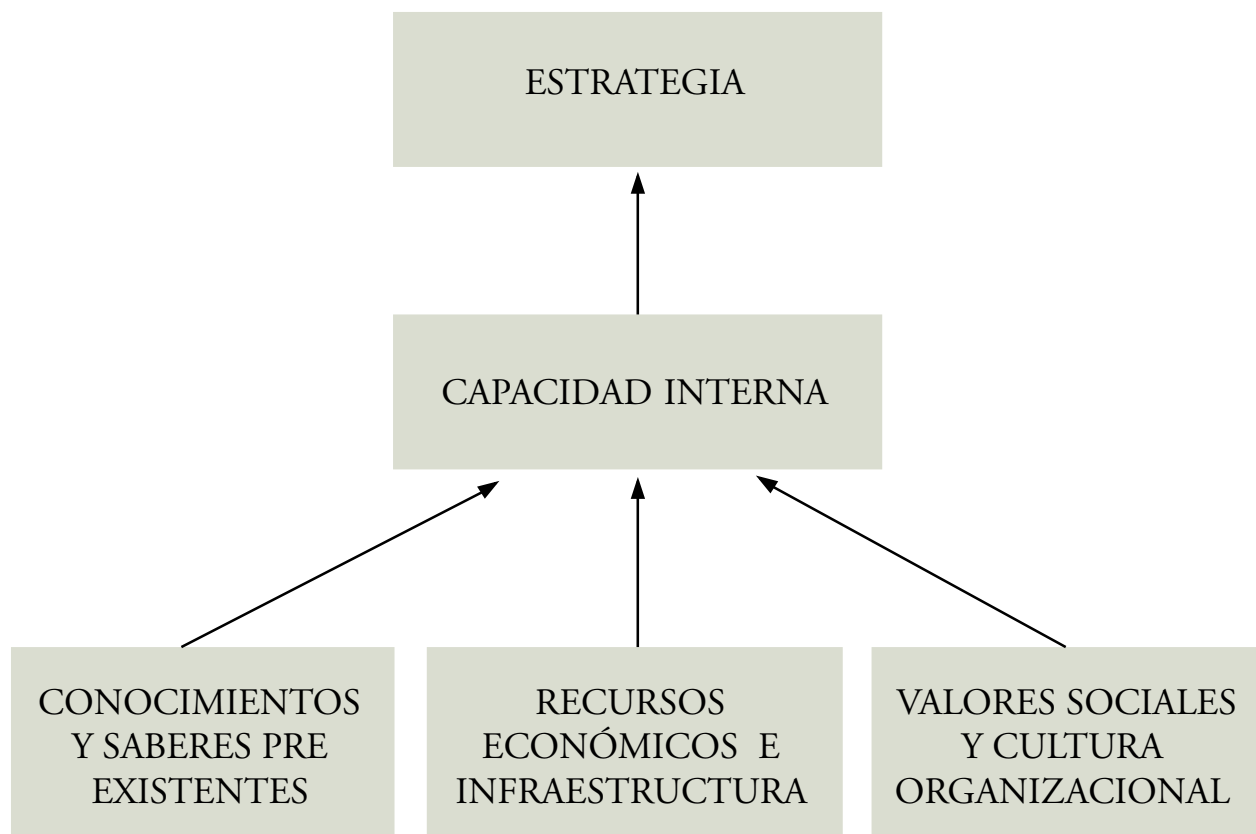 ESTRATEGIA
CAPACIDAD INTERNA
CONOCIMIENTOS
Y SABERES PRE
EXISTENTES
RECURSOS
ECONÓMICOS E
INFRAESTRUCTURA
VALORES SOCIALES
Y CULTURA
ORGANIZACIONAL